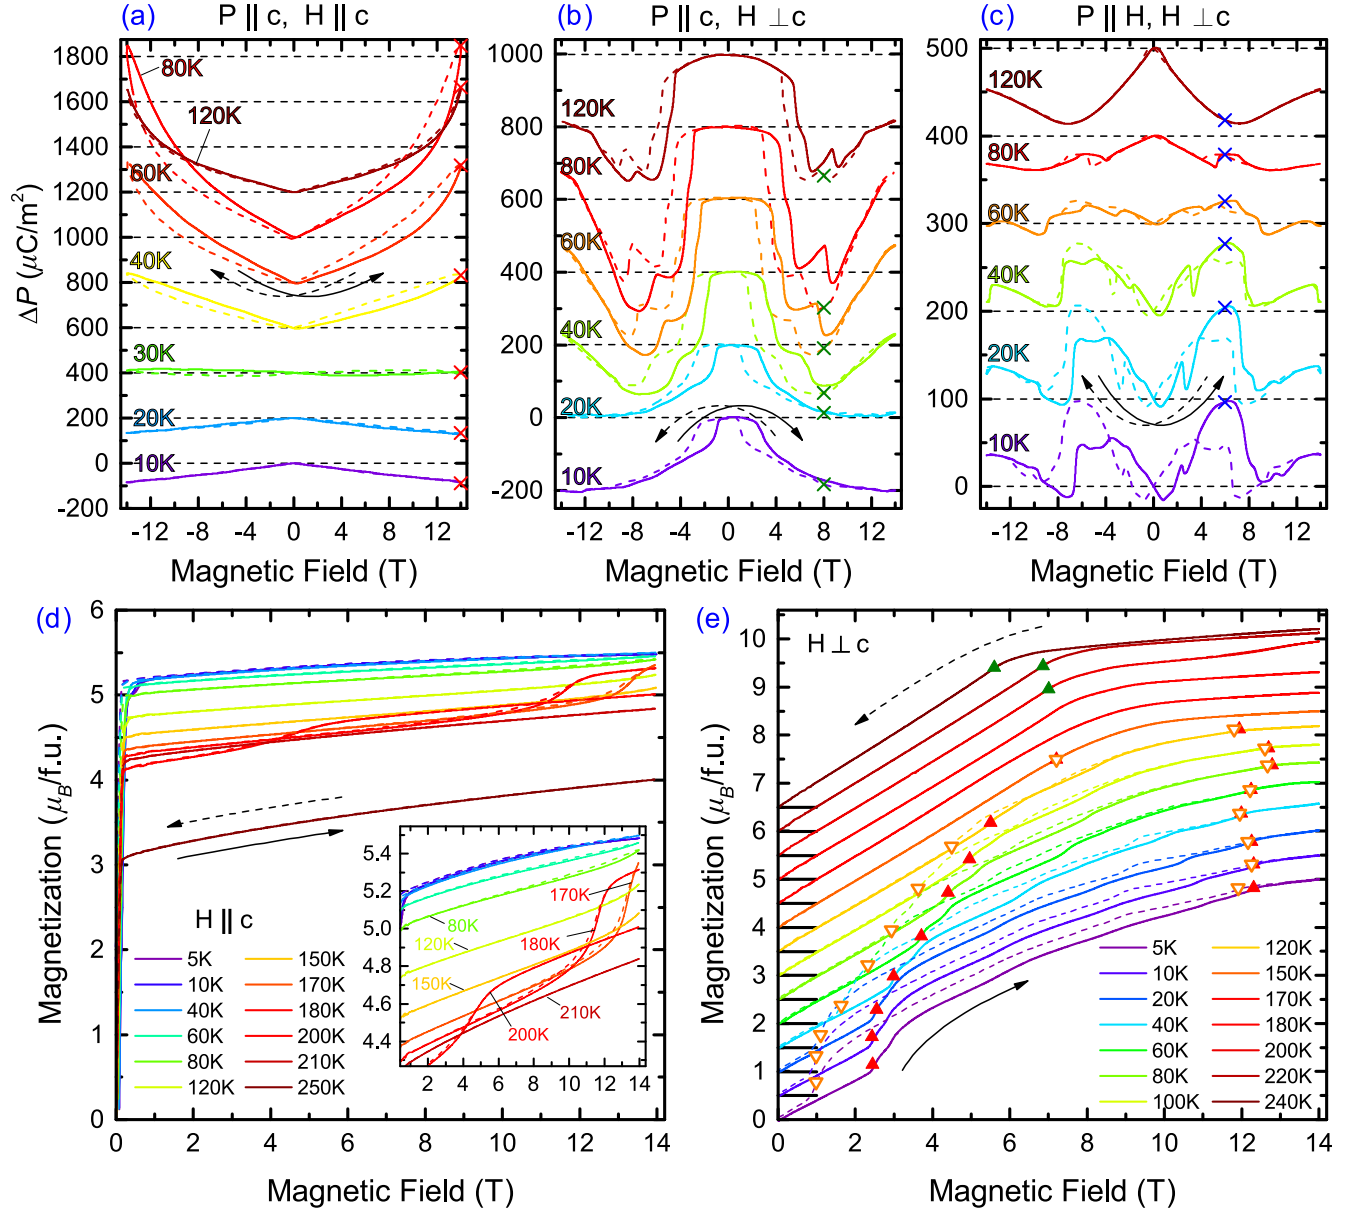 (a) P || c, H || c
ΔP (μC/m²)
1800
1600
1400
1200
1000
800
600
400
200
0
-200
80K
120K
60K
40K
30K
20K
10K
-12 -8 -4 0 4 8 12
Magnetic Field (T)
(b) P || c, H ⊥ c
1000
800
600
400
200
0
-200
120K
80K
60K
40K
20K
10K
-12 -8 -4 0 4 8 12
Magnetic Field (T)
(c) P || H, H ⊥ c
500
400
300
200
100
0
120K
80K
60K
40K
20K
10K
-12 -8 -4 0 4 8 12
Magnetic Field (T)
(d)
Magnetization (μB/f.u.)
6
5
4
3
2
1
0
H || c
5K 150K
10K 170K
40K 180K
60K 200K
80K 210K
120K 250K
5.4
5.2
5.0
4.8
4.6
4.4
80K
120K
150K
170K
180K
200K
210K
2 4 6 8 10 12 14
0 2 4 6 8 10 12 14
Magnetic Field (T)
(e)
H ⊥ c
Magnetization (μB/f.u.)
10
9
8
7
6
5
4
3
2
1
0
5K 120K
10K 150K
20K 170K
40K 180K
60K 200K
80K 220K
100K 240K
0 2 4 6 8 10 12 14
Magnetic Field (T)